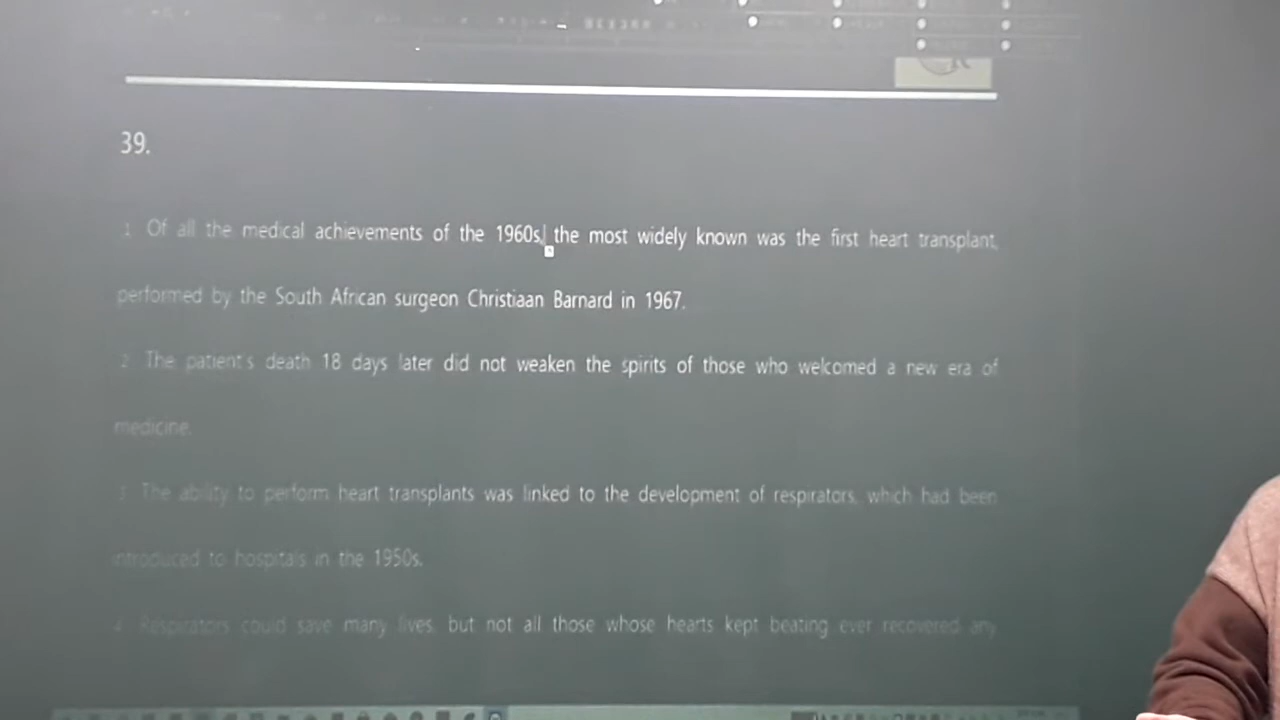 39.
1 Of all the medical achievements of the 1960s, the most widely known was the first heart transplant,
performed by the South African surgeon Christiaan Barnard in 1967.
2 The patient's death 18 days later did not weaken the spirits of those who welcomed a new era of
medicine.
3 The ability to perform heart transplants was linked to the development of respirators, which had been
introduced to hospitals in the 1950s.
4 Respirators could save many lives, but not all those whose hearts kept beating ever recovered any